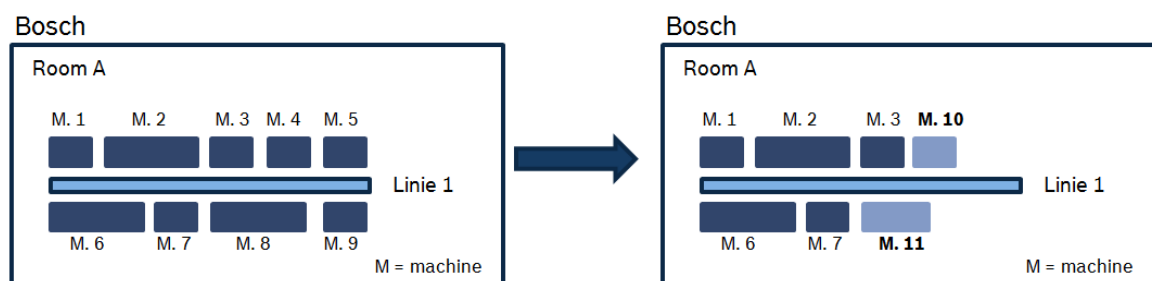 Bosch
Room A
M. 1 M. 2 M. 3 M. 4 M. 5
Linie 1
M. 6 M. 7 M. 8 M. 9
M = machine
Bosch
Room A
M. 1 M. 2 M. 3 M. 10
Linie 1
M. 6 M. 7 M. 11
M = machine